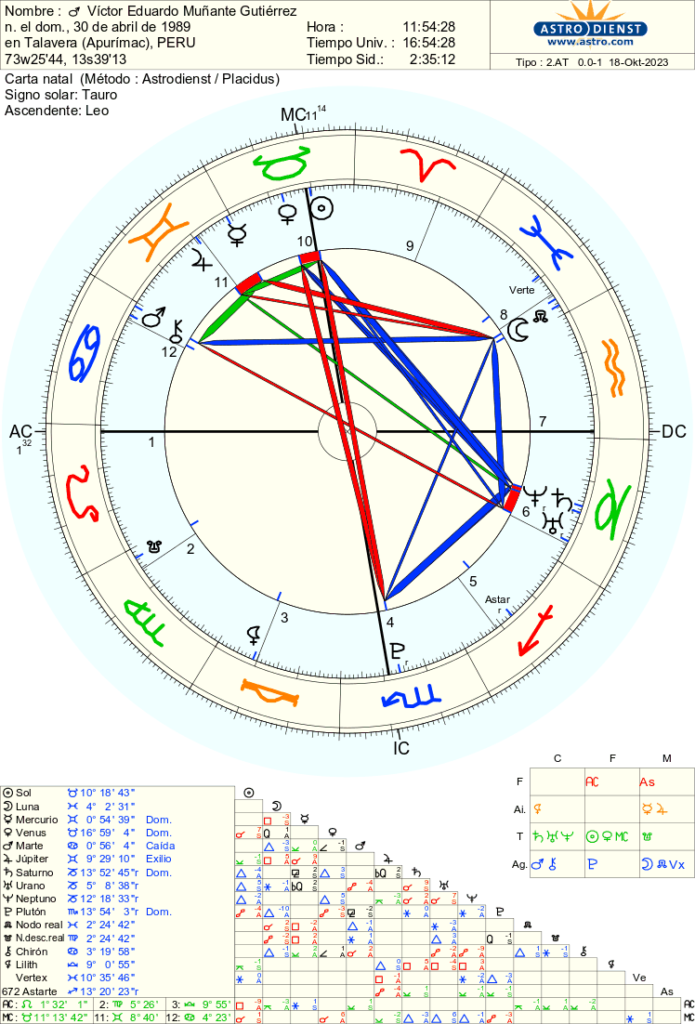 Nombre : ♂ Víctor Eduardo Muñante Gutiérrez
n. el dom., 30 de abril de 1989
en Talavera (Apurímac), PERU
73w25'44, 13s39'13
Hora : 11:54:28
Tiempo Univ. : 16:54:28
Tiempo Sid.: 2:35:12
ASTRO DIENST
www.astro.com
Tipo : 2.AT 0.0-1 18-Okt-2023
Carta natal (Método : Astrodienst / Placidus)
Signo solar: Tauro
Ascendente: Leo
MC 11 14
10
9
11
Verte
8
12
AC 1 32
1
7
DC
6
r
2
5
Astar
r
3
4
r
IC
C F M
F AC As
Ai. ⚸ ☿ ♃
T ♄ ♅ ♆ ☉ ♀ MC ☋
Ag. ♂ ⚷ ♇ ☽ ☊ Vx
☉ Sol ♉ 10° 18' 43"
☽ Luna ♓ 4° 2' 31"
☿ Mercurio ♊ 0° 54' 39" Dom.
♀ Venus ♉ 16° 59' 4" Dom.
♂ Marte ♋ 0° 56' 4" Caída
♃ Júpiter ♊ 9° 29' 10" Exilio
♄ Saturno ♑ 13° 52' 45"r Dom.
♅ Urano ♑ 5° 8' 38"r
♆ Neptuno ♑ 12° 18' 33"r
♇ Plutón ♏ 13° 54' 3"r Dom.
☊ Nodo real ♓ 2° 24' 42"
☋ N.desc.real ♍ 2° 24' 42"
⚷ Chirón ♋ 3° 19' 58"
⚸ Lilith ♎ 9° 0' 55"
Vertex ♓ 10° 35' 46"
672 Astarte ♐ 13° 20' 23"r
AC: ♌ 1° 32' 1" 2: ♍ 5° 26' 3: ♎ 9° 55'
MC: ♉ 11° 13' 42" 11: ♊ 8° 40' 12: ♋ 4° 23'
Ve
As
AC
MC